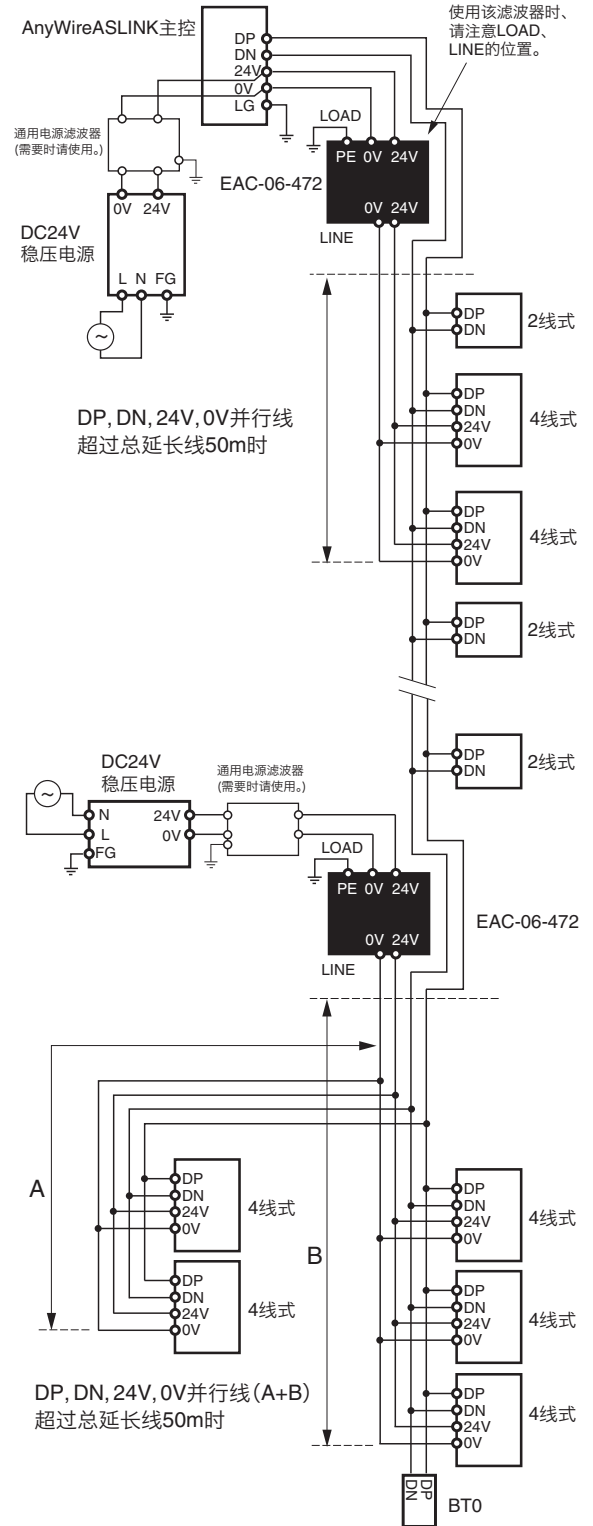 使用该滤波器时、
请注意LOAD、
LINE的位置。
AnyWireASLINK主控
DP
DN
24V
0V
LG
通用电源滤波器
(需要时请使用。)
LOAD
PE 0V 24V
EAC-06-472
0V 24V
LINE
0V 24V
DC24V
稳压电源
L N FG
~
DP
DN
2线式
DP, DN, 24V, 0V并行线
超过总延长线50m时
DP
DN
24V
0V
4线式
DP
DN
24V
0V
4线式
DP
DN
2线式
DP
DN
2线式
DC24V
稳压电源
通用电源滤波器
(需要时请使用。)
~
N
L
FG
24V
0V
LOAD
PE 0V 24V
EAC-06-472
0V 24V
LINE
A
DP
DN
24V
0V
4线式
DP
DN
24V
0V
4线式
B
DP
DN
24V
0V
4线式
DP
DN
24V
0V
4线式
DP
DN
24V
0V
4线式
DP, DN, 24V, 0V并行线(A+B)
超过总延长线50m时
DP
DN
BT0